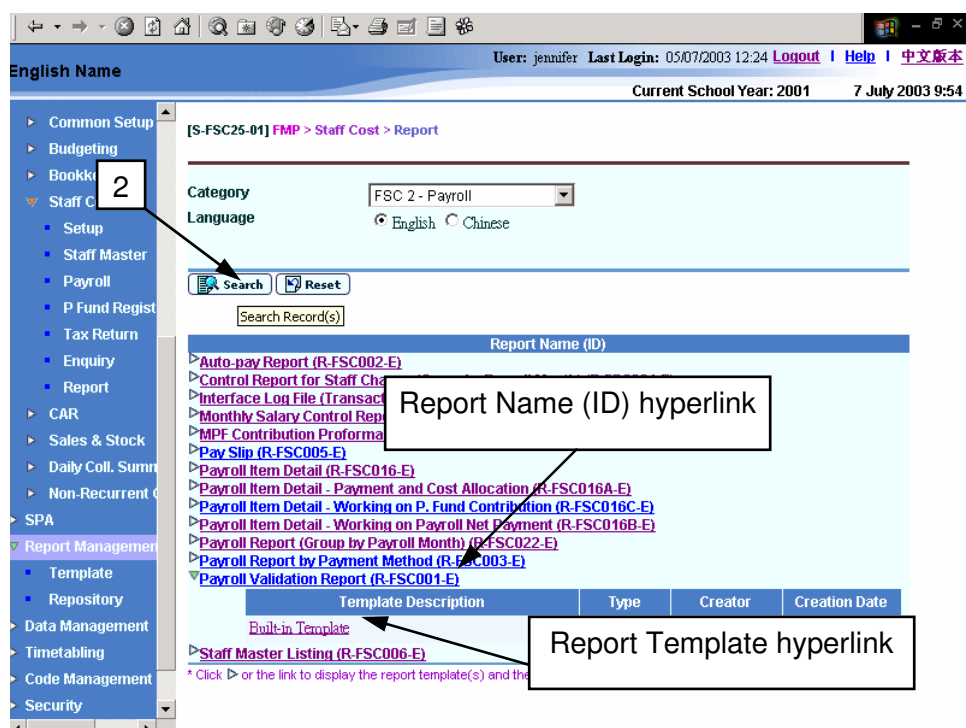 User: jennifer Last Login: 05/07/2003 12:24 Logout | Help | 中文版本
English Name
Current School Year: 2001 7 July 2003 9:54
Common Setup
Budgeting
Bookke
Staff C
Setup
Staff Master
Payroll
P Fund Regist
Tax Return
Enquiry
Report
CAR
Sales & Stock
Daily Coll. Summ
Non-Recurrent
SPA
Report Managemen
Template
Repository
Data Management
Timetabling
Code Management
Security
2
[S-FSC25-01] FMP > Staff Cost > Report
Category FSC 2 - Payroll
Language English Chinese
Search Reset
Search Record(s)
Report Name (ID)
Auto-pay Report (R-FSC002-E)
Control Report for Staff
Interface Log File (Transact
Monthly Salary Control Rep
MPF Contribution Proforma
Pay Slip (R-FSC005-E)
Payroll Item Detail (R-FSC016-E)
Payroll Item Detail - Payment and Cost Allocation (R-FSC016A-E)
Payroll Item Detail - Working on P. Fund Contribution (R-FSC016C-E)
Payroll Item Detail - Working on Payroll Net Payment (R-FSC016B-E)
Payroll Report (Group by Payroll Month) (R-FSC022-E)
Payroll Report by Payment Method (R-FSC003-E)
Payroll Validation Report (R-FSC001-E)
Template Description Type Creator Creation Date
Built-in Template
Staff Master Listing (R-FSC006-E)
* Click or the link to display the report template(s) and the
Report Name (ID) hyperlink
Report Template hyperlink